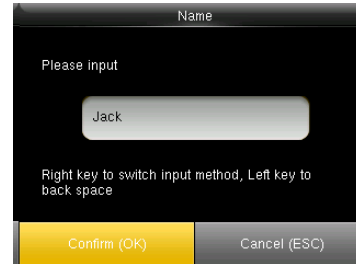 Name
Please input
Jack
Right key to switch input method, Left key to
back space
Confirm (OK) Cancel (ESC)